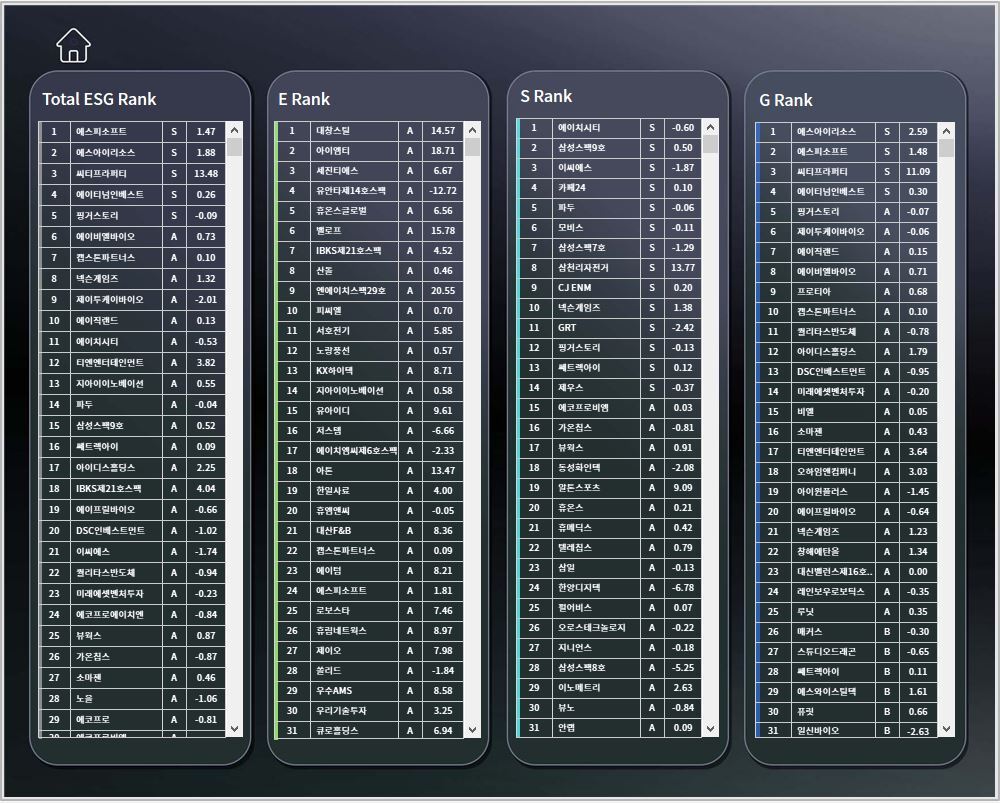 Total ESG Rank
1 에스피소프트 S 1.47
2 에스아이리소스 S 1.88
3 씨티프라퍼티 S 13.48
4 에이티넘인베스트 S 0.26
5 핑거스토리 S -0.09
6 에이비엘바이오 A 0.73
7 캡스톤파트너스 A 0.10
8 넥슨게임즈 A 1.32
9 제이투케이바이오 A -2.01
10 에이직랜드 A 0.13
11 에이치시티 A -0.53
12 티엔엔터테인먼트 A 3.82
13 지아이이노베이션 A 0.55
14 파두 A -0.04
15 삼성스팩9호 A 0.52
16 쎄트렉아이 A 0.09
17 아이디스홀딩스 A 2.25
18 IBKS제21호스팩 A 4.04
19 에이프릴바이오 A -0.66
20 DSC인베스트먼트 A -1.02
21 이씨에스 A -1.74
22 퀄리타스반도체 A -0.94
23 미래에셋벤처투자 A -0.23
24 에코프로에이치엔 A -0.84
25 뷰웍스 A 0.87
26 가온칩스 A -0.87
27 소마젠 A 0.46
28 노을 A -1.06
29 에코프로 A -0.81
30 에코프로비엠 A
E Rank
1 대창스틸 A 14.57
2 아이엔티 A 18.71
3 세진티에스 A 6.67
4 유안타제14호스팩 A -12.72
5 휴온스글로벌 A 6.56
6 벨로프 A 15.78
7 IBKS제21호스팩 A 4.52
8 산돌 A 0.46
9 엔에이치스팩29호 A 20.55
10 피씨엘 A 0.70
11 서호전기 A 5.85
12 노랑풍선 A 0.57
13 KX하이텍 A 8.71
14 지아이이노베이션 A 0.58
15 유아이디 A 9.61
16 저스템 A -6.66
17 에이치엠씨제6호스팩 A -2.33
18 아톤 A 13.47
19 한일사료 A 4.00
20 휴엠앤씨 A -0.05
21 대산F&B A 8.36
22 캡스톤파트너스 A 0.09
23 에이텀 A 8.21
24 에스피소프트 A 1.81
25 로보스타 A 7.46
26 휴림네트웍스 A 8.97
27 제이오 A 7.98
28 쏠리드 A -1.84
29 우수AMS A 8.58
30 우리기술투자 A 3.25
31 큐로홀딩스 A 6.94
S Rank
1 에이치시티 S -0.60
2 삼성스팩9호 S 0.50
3 이씨에스 S -1.87
4 카페24 S 0.10
5 파두 S -0.06
6 모비스 S -0.11
7 삼성스팩7호 S -1.29
8 삼천리자전거 S 13.77
9 CJ ENM S 0.20
10 넥슨게임즈 S 1.38
11 GRT S -2.42
12 핑거스토리 S -0.13
13 쎄트렉아이 S 0.12
14 제우스 S -0.37
15 에코프로비엠 A 0.03
16 가온칩스 A -0.81
17 뷰웍스 A 0.91
18 동성화인텍 A -2.08
19 알톤스포츠 A 9.09
20 휴온스 A 0.21
21 휴메딕스 A 0.42
22 텔레칩스 A 0.79
23 삼일 A -0.13
24 한양디지텍 A -6.78
25 펄어비스 A 0.07
26 오로스테크놀로지 A -0.22
27 지니언스 A -0.18
28 삼성스팩8호 A -5.25
29 이노메트리 A 2.63
30 뷰노 A -0.84
31 안랩 A 0.09
G Rank
1 에스아이리소스 S 2.59
2 에스피소프트 S 1.48
3 씨티프라퍼티 S 11.09
4 에이티넘인베스트 S 0.30
5 핑거스토리 A -0.07
6 제이투케이바이오 A -0.06
7 에이직랜드 A 0.15
8 에이비엘바이오 A 0.71
9 프로티아 A 0.68
10 캡스톤파트너스 A 0.10
11 퀄리타스반도체 A -0.78
12 아이디스홀딩스 A 1.79
13 DSC인베스트먼트 A -0.95
14 미래에셋벤처투자 A -0.20
15 비엘 A 0.05
16 소마젠 A 0.43
17 티엔엔터테인먼트 A 3.64
18 오하임앤컴퍼니 A 3.03
19 아이윈플러스 A -1.45
20 에이프릴바이오 A -0.64
21 넥슨게임즈 A 1.23
22 창해에탄올 A 1.34
23 대신밸런스제16호.. A 0.00
24 레인보우로보틱스 A -0.35
25 루닛 A 0.35
26 매커스 B -0.30
27 스튜디오드래곤 B -0.65
28 쎄트렉아이 B 0.11
29 에스와이스틸텍 B 1.61
30 퓨릿 B 0.66
31 일신바이오 B -2.63